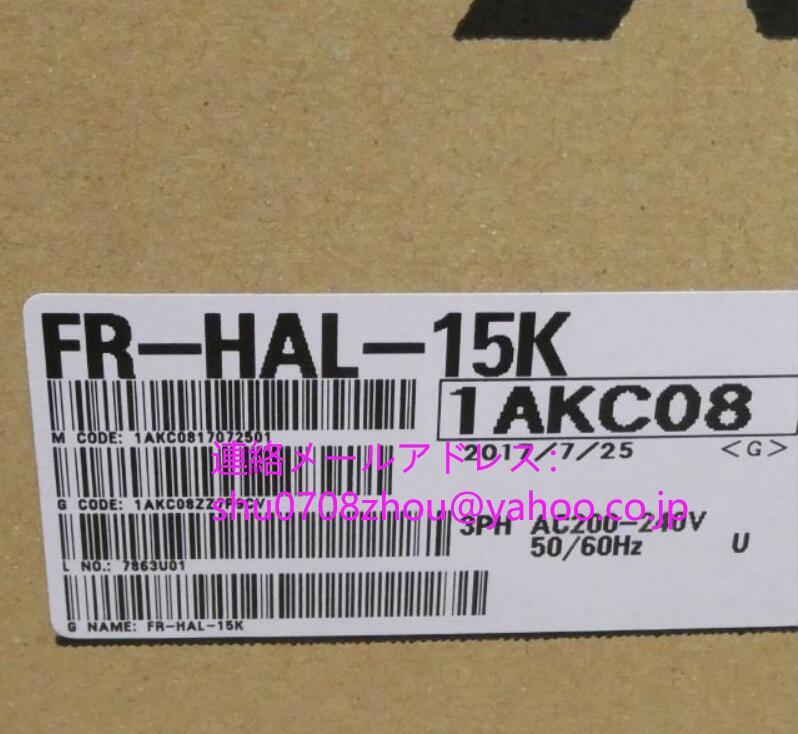 FR-HAL-15K
M CODE: 1AKC0817072501
1AKC08
2017/7/25 <G>
連絡メールアドレス:
shu0708zhou@yahoo.co.jp
G CODE:
3PH AC200-240V
50/60Hz U
L NO.: 7863U01
G NAME: FR-HAL-15K